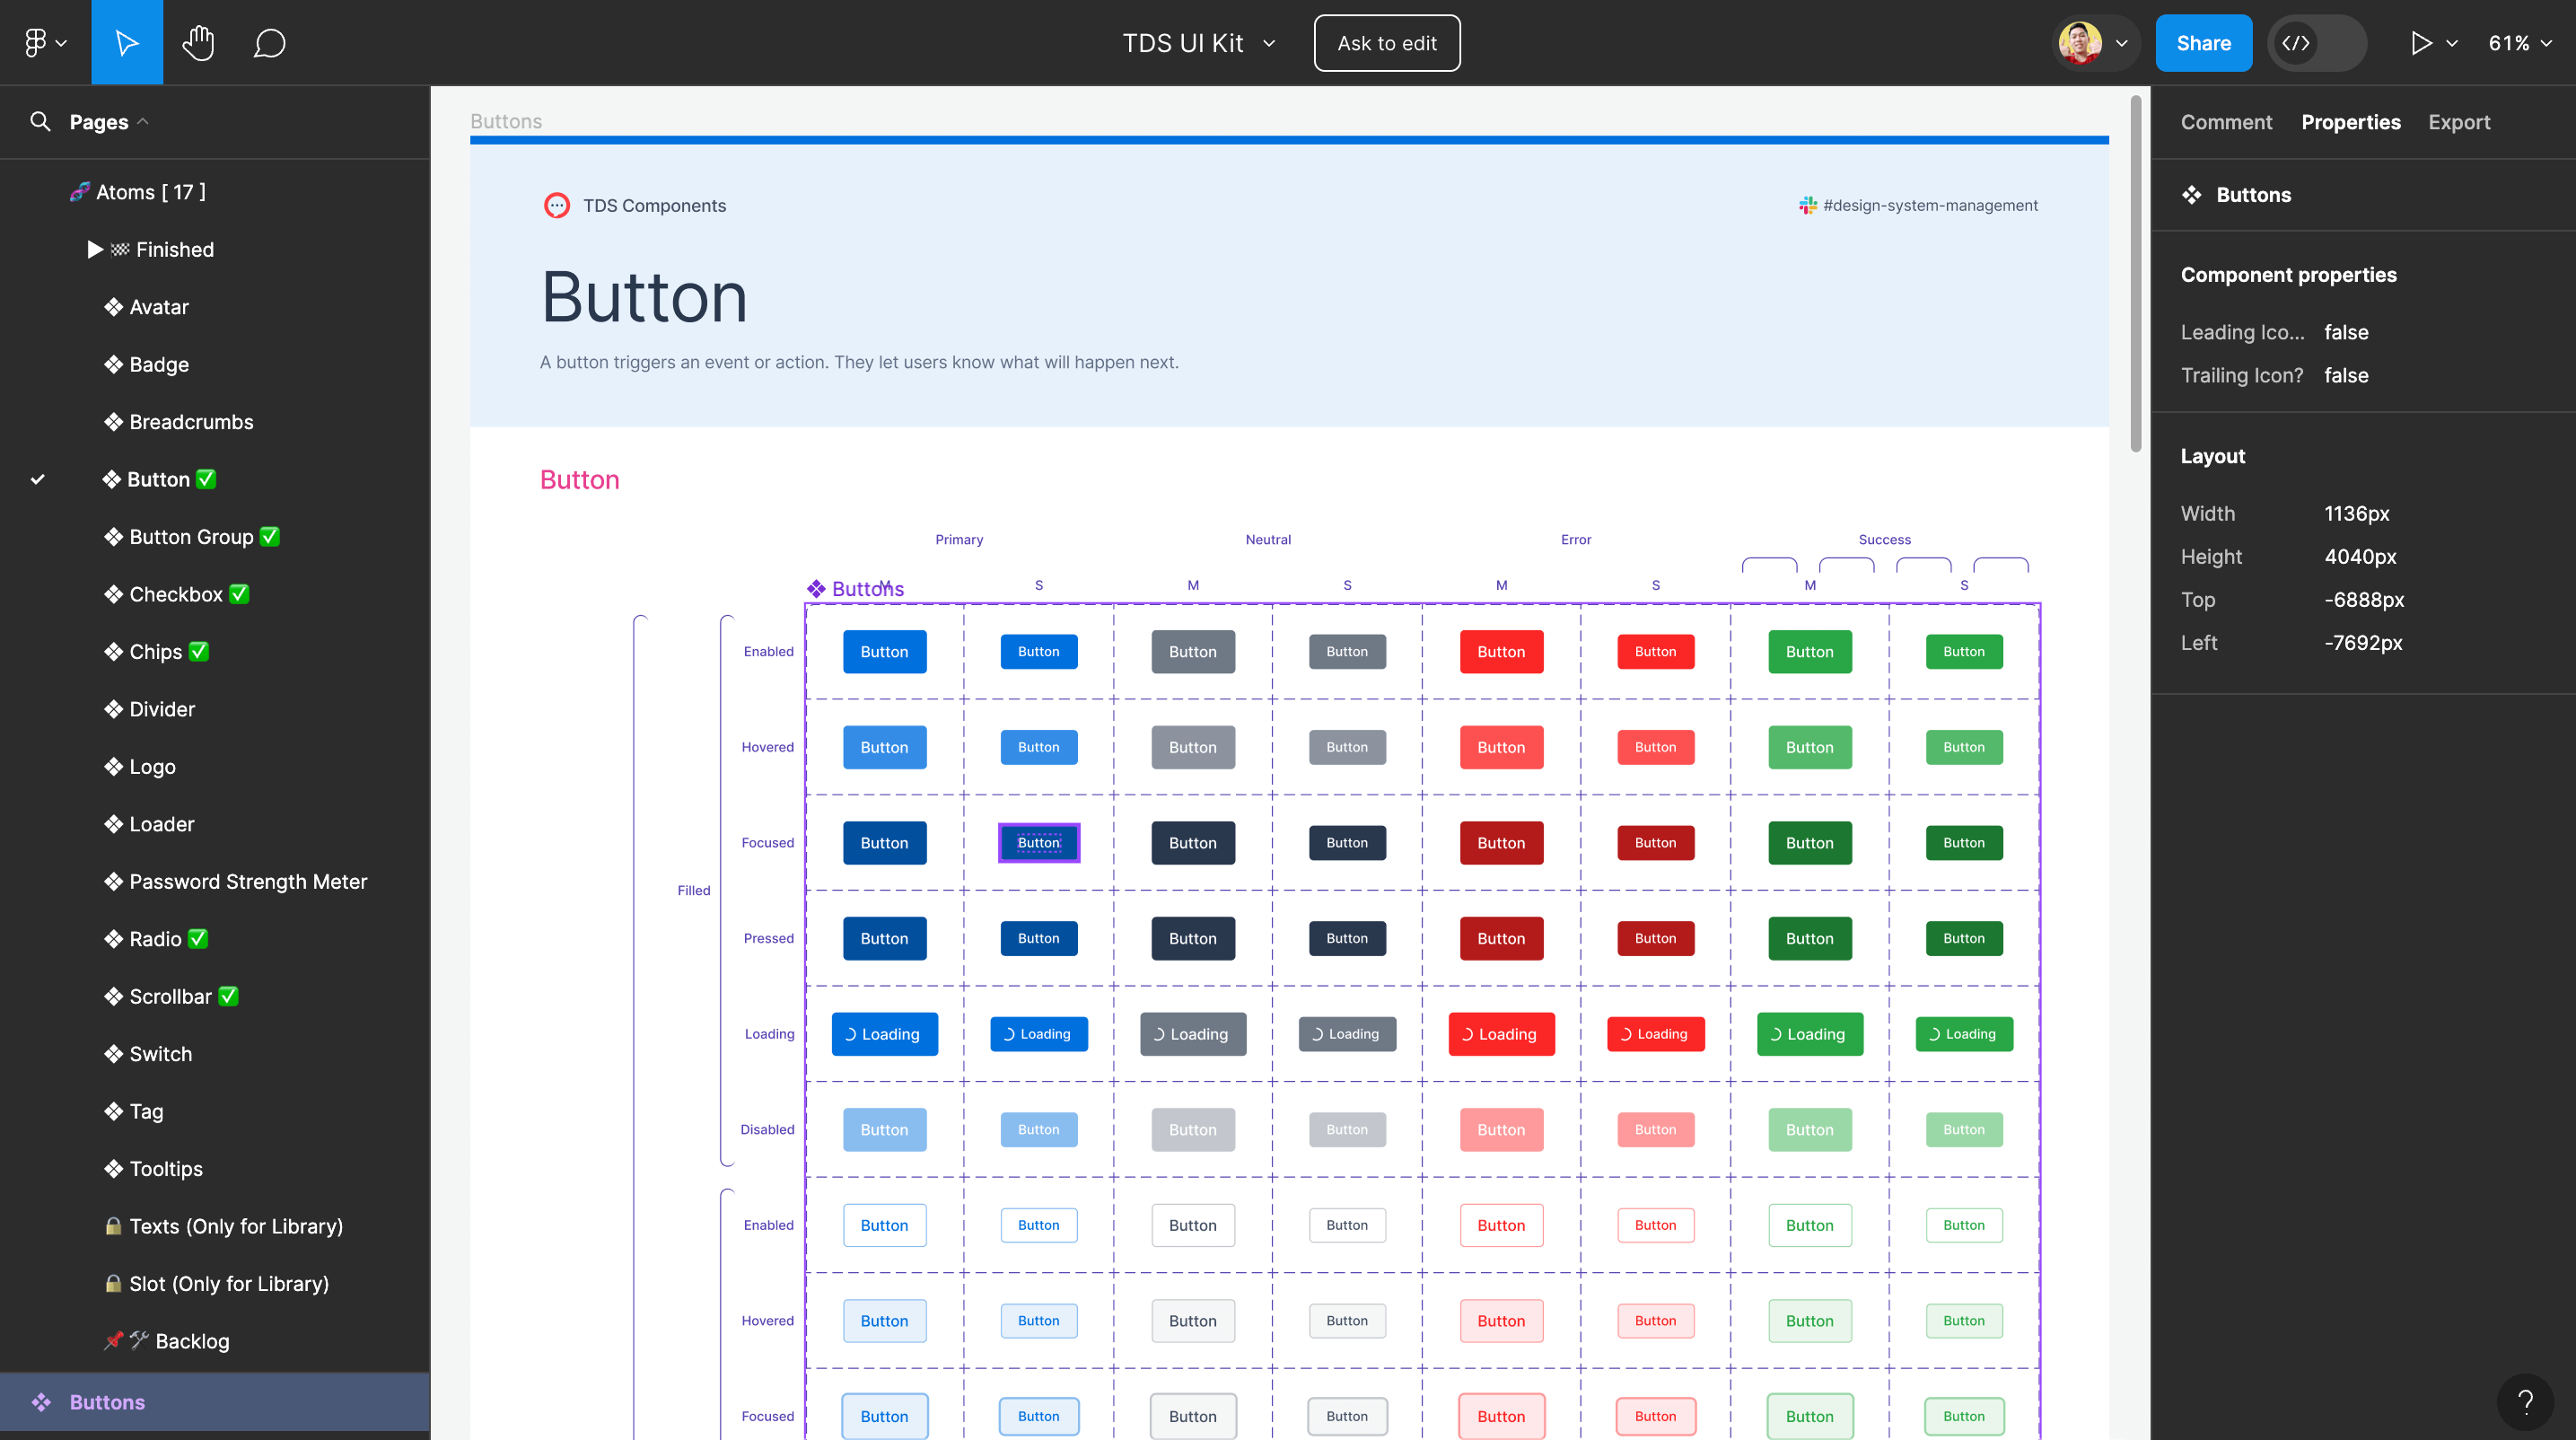 TDS UI Kit
Ask to edit
Share
61%
Pages
Atoms [ 17 ]
Finished
Avatar
Badge
Breadcrumbs
Button
Button Group
Checkbox
Chips
Divider
Logo
Loader
Password Strength Meter
Radio
Scrollbar
Switch
Tag
Tooltips
Texts (Only for Library)
Slot (Only for Library)
Backlog
Buttons
Buttons
TDS Components
#design-system-management
Button
A button triggers an event or action. They let users know what will happen next.
Button
Primary Neutral Error Success
Buttons
M S M S M S M S
Filled
Enabled Button Button Button Button Button Button Button Button
Hovered Button Button Button Button Button Button Button Button
Focused Button Button Button Button Button Button Button Button
Pressed Button Button Button Button Button Button Button Button
Loading Loading Loading Loading Loading Loading Loading Loading Loading
Disabled Button Button Button Button Button Button Button Button
Enabled Button Button Button Button Button Button Button Button
Hovered Button Button Button Button Button Button Button Button
Focused Button Button Button Button Button Button Button Button
Comment Properties Export
Buttons
Component properties
Leading Ico... false
Trailing Icon? false
Layout
Width 1136px
Height 4040px
Top -6888px
Left -7692px
?